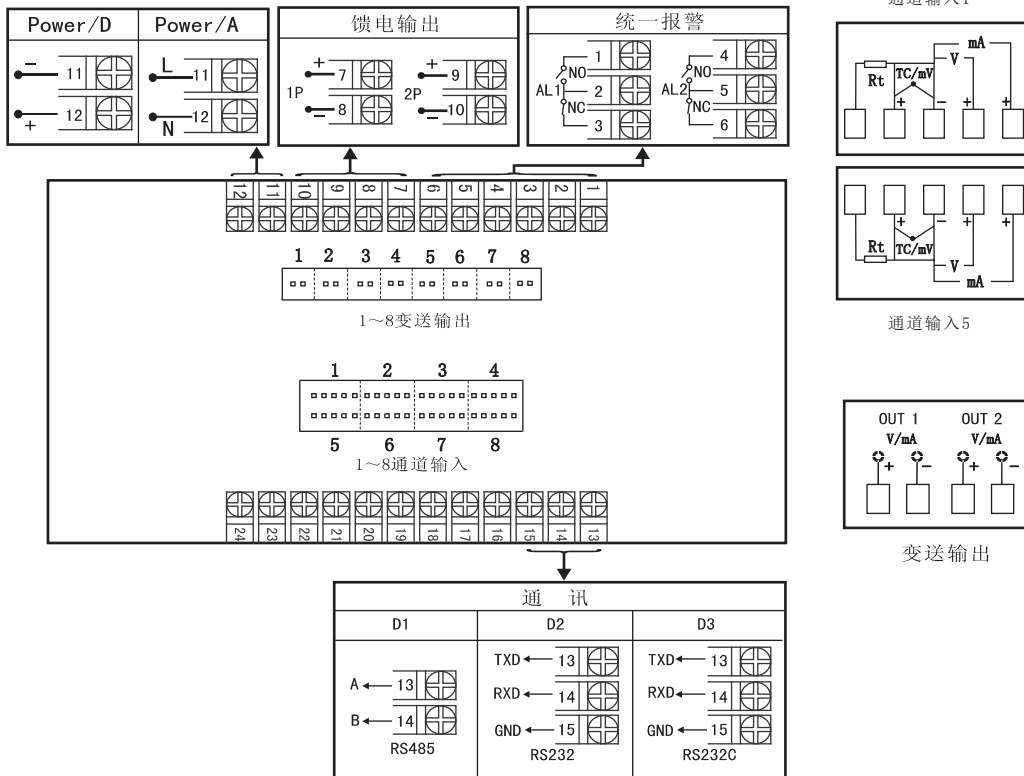 通道输入1
Power/D Power/A
- 11
+ 12
L 11
N 12
馈电输出
1P + 7
- 8
2P + 9
- 10
统一报警
AL1 NO NC
1
2
3
AL2 NO NC
4
5
6
mA
V
Rt TC/mV
+ - + +
12 11 10 9 8 7 6 5 4 3 2 1
1 2 3 4 5 6 7 8
1～8变送输出
+ - + +
Rt TC/mV
V
mA
通道输入5
1 2 3 4
5 6 7 8
1～8通道输入
OUT 1 OUT 2
V/mA V/mA
+ - + -
变送输出
24 23 22 21 20 19 18 17 16 15 14 13
通 讯
D1 D2 D3
A 13
B 14
RS485
TXD 13
RXD 14
GND 15
RS232
TXD 13
RXD 14
GND 15
RS232C